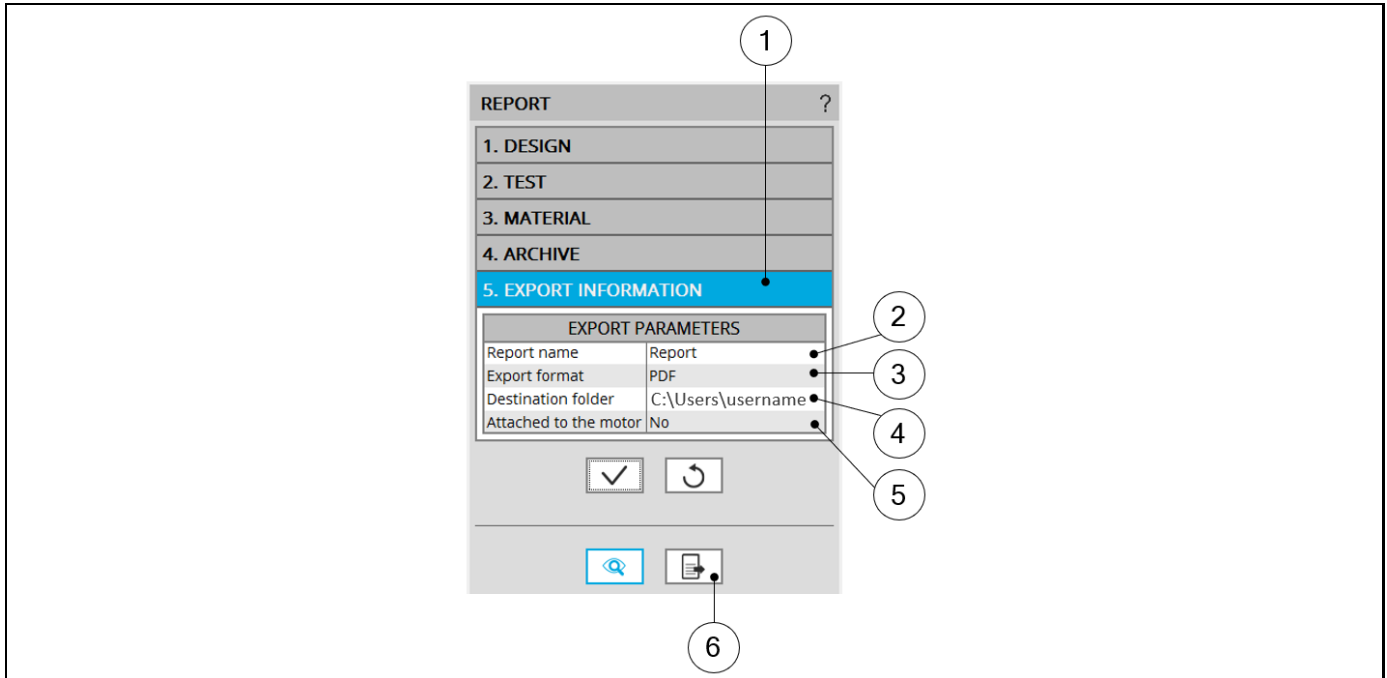 1
REPORT ?
1. DESIGN
2. TEST
3. MATERIAL
4. ARCHIVE
5. EXPORT INFORMATION
EXPORT PARAMETERS
2
Report name Report
Export format PDF
3
Destination folder C:\Users\username
4
Attached to the motor No
5
6